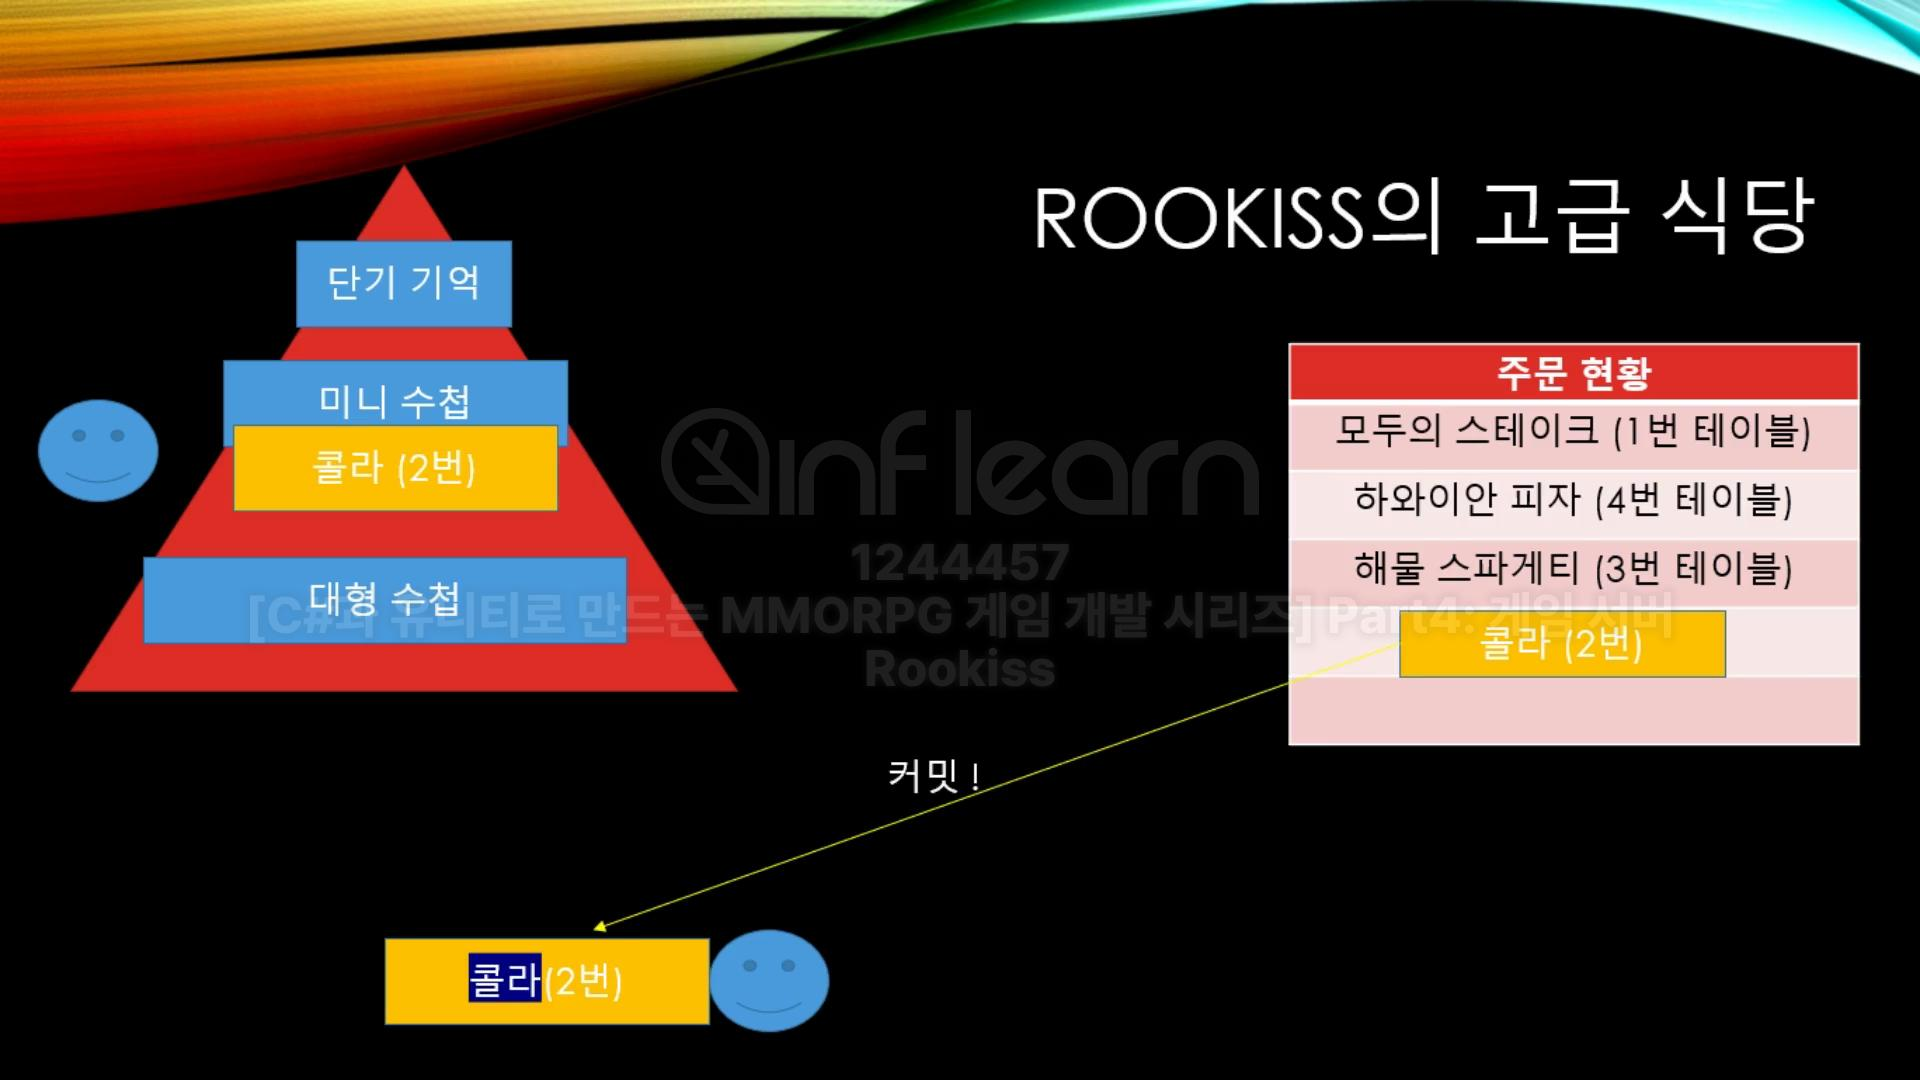 ROOKISS의 고급 식당
단기 기억
미니 수첩
콜라 (2번)
대형 수첩
주문 현황
모두의 스테이크 (1번 테이블)
하와이안 피자 (4번 테이블)
해물 스파게티 (3번 테이블)
콜라 (2번)
inflearn
1244457
[C#과 유니티로 만드는 MMORPG 게임 개발 시리즈] Part4: 게임 서버
Rookiss
커밋 !
콜라(2번)